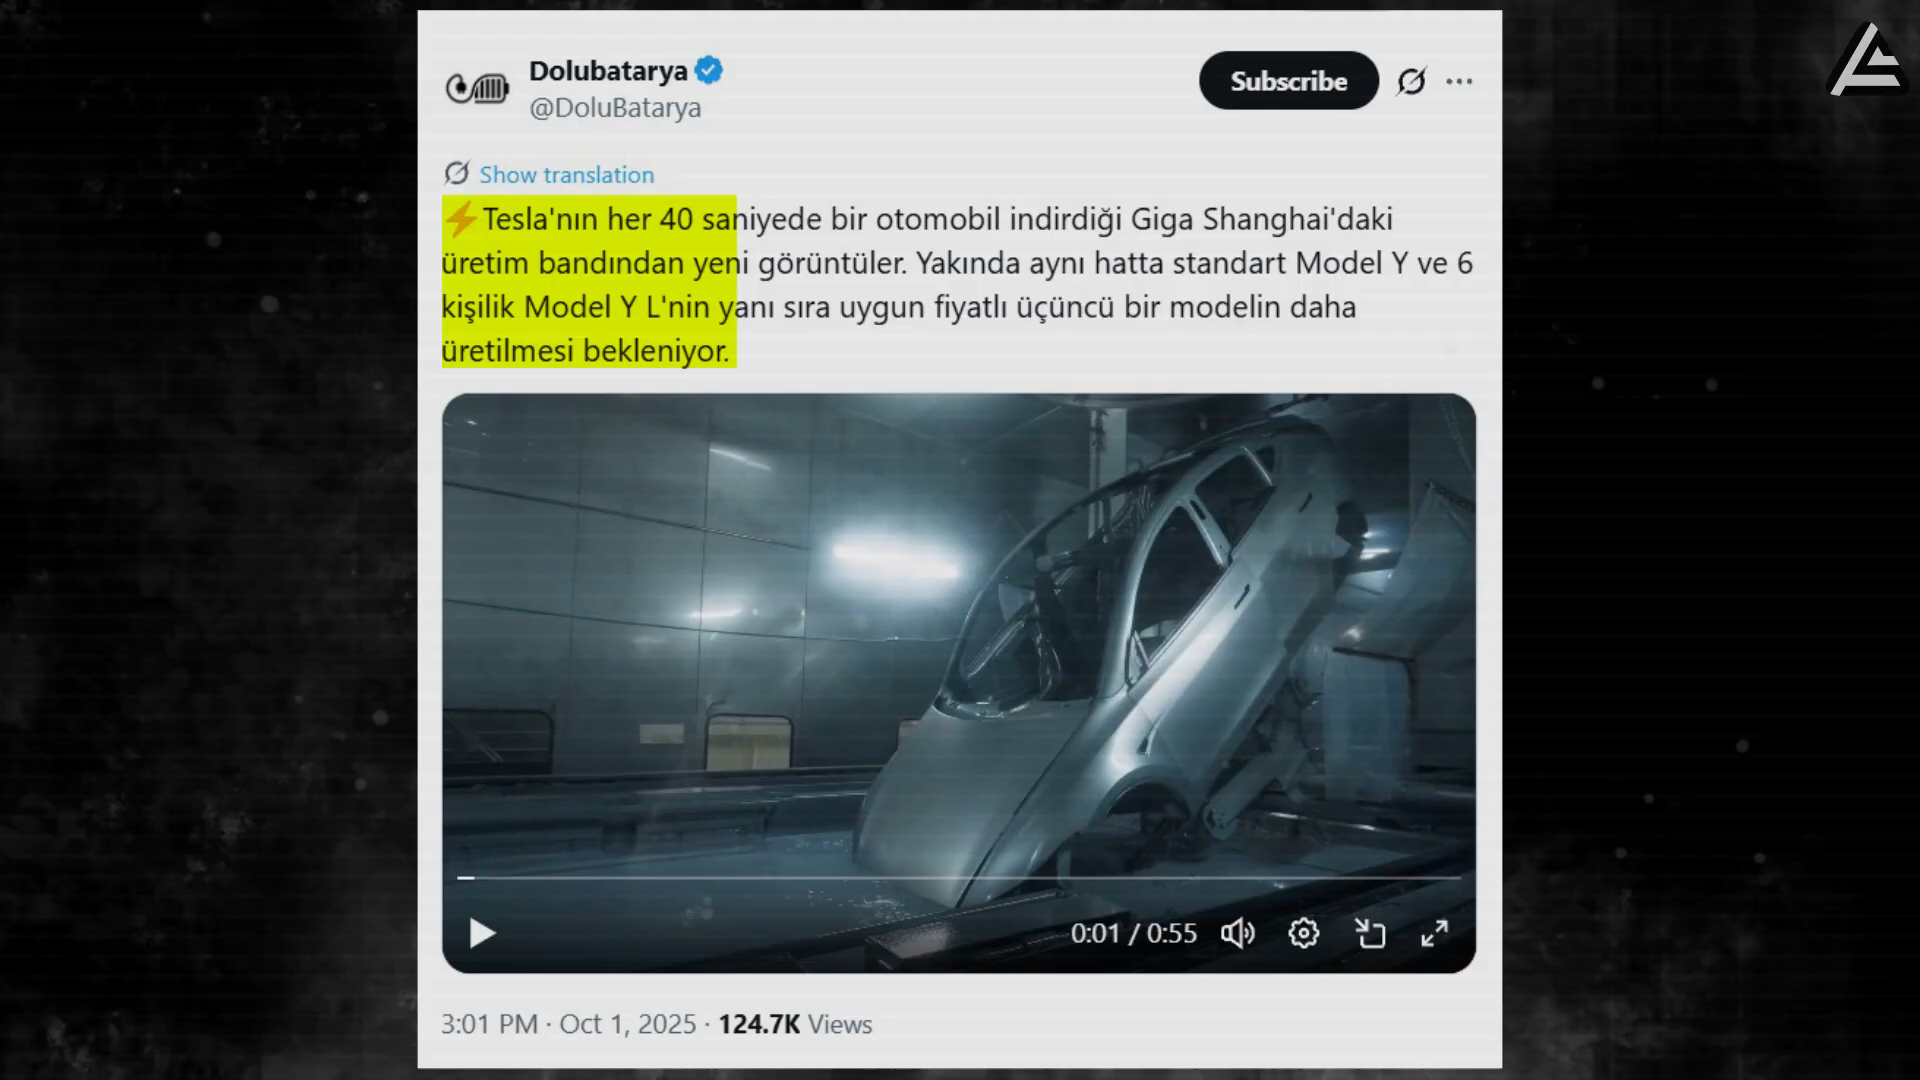 Dolubatarya
@DoluBatarya
Subscribe
Show translation
⚡Tesla'nın her 40 saniyede bir otomobil indirdiği Giga Shanghai'daki
üretim bandından yeni görüntüler. Yakında aynı hatta standart Model Y ve 6
kişilik Model Y L'nin yanı sıra uygun fiyatlı üçüncü bir modelin daha
üretilmesi bekleniyor.
0:01 / 0:55
3:01 PM · Oct 1, 2025 · 124.7K Views